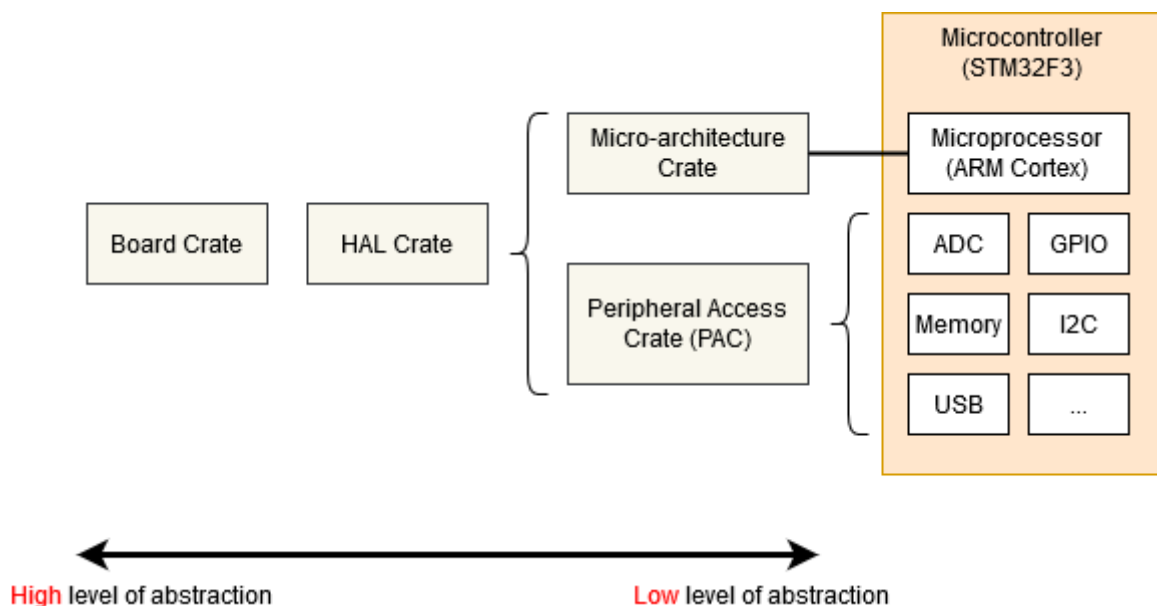 Microcontroller
(STM32F3)
Micro-architecture
Crate
Microprocessor
(ARM Cortex)
Board Crate
HAL Crate
Peripheral Access
Crate (PAC)
ADC
GPIO
Memory
I2C
USB
...
High level of abstraction
Low level of abstraction